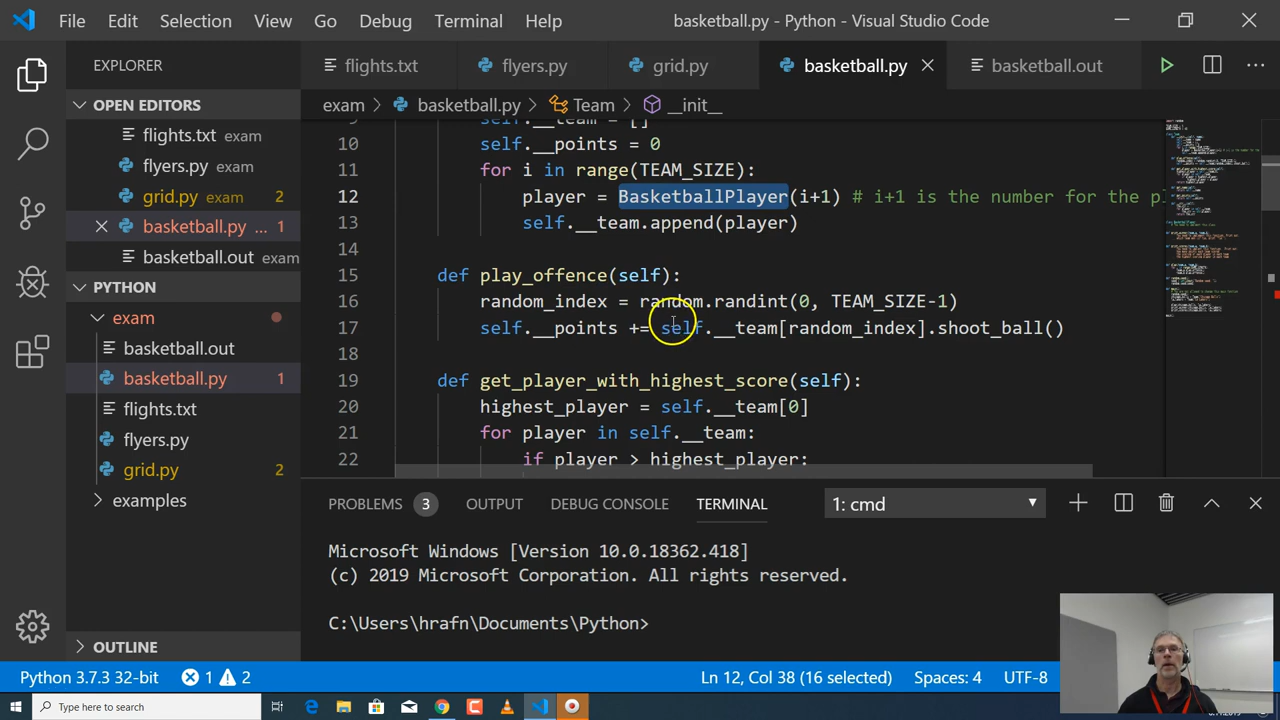 File Edit Selection View Go Debug Terminal Help basketball.py - Python - Visual Studio Code
EXPLORER
flights.txt flyers.py grid.py basketball.py basketball.out
OPEN EDITORS
flights.txt exam
flyers.py exam
grid.py exam 2
basketball.py ... 1
basketball.out exam
PYTHON
exam
basketball.out
basketball.py 1
flights.txt
flyers.py
grid.py 2
examples
OUTLINE
exam > basketball.py > Team > __init__
9 self.__team = []
10 self.__points = 0
11 for i in range(TEAM_SIZE):
12 player = BasketballPlayer(i+1) # i+1 is the number for the p
13 self.__team.append(player)
14
15 def play_offence(self):
16 random_index = random.randint(0, TEAM_SIZE-1)
17 self.__points += self.__team[random_index].shoot_ball()
18
19 def get_player_with_highest_score(self):
20 highest_player = self.__team[0]
21 for player in self.__team:
22 if player > highest_player:
PROBLEMS 3 OUTPUT DEBUG CONSOLE TERMINAL 1: cmd
Microsoft Windows [Version 10.0.18362.418]
(c) 2019 Microsoft Corporation. All rights reserved.
C:\Users\hrafn\Documents\Python>
Python 3.7.3 32-bit 1 2 Ln 12, Col 38 (16 selected) Spaces: 4 UTF-8
Type here to search